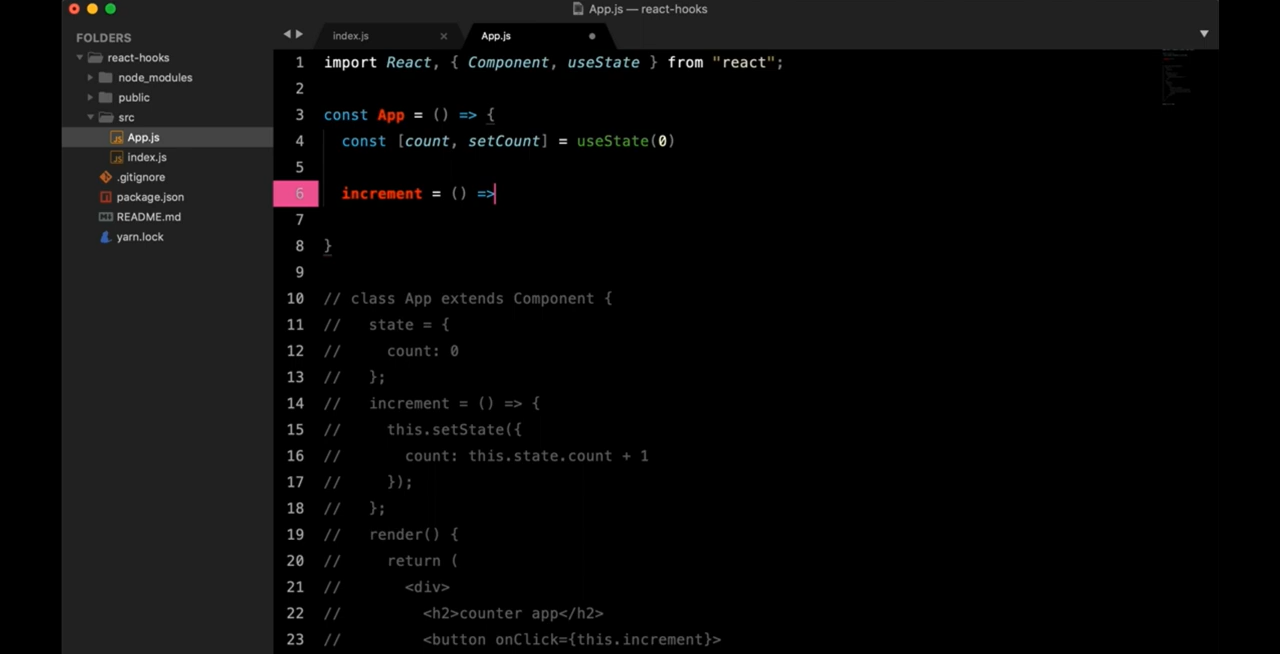 App.js — react-hooks
FOLDERS
react-hooks
node_modules
public
src
App.js
index.js
.gitignore
package.json
README.md
yarn.lock
index.js × App.js
1 import React, { Component, useState } from "react";
2
3 const App = () => {
4 const [count, setCount] = useState(0)
5
6 increment = () =>
7
8 }
9
10 // class App extends Component {
11 // state = {
12 // count: 0
13 // };
14 // increment = () => {
15 // this.setState({
16 // count: this.state.count + 1
17 // });
18 // };
19 // render() {
20 // return (
21 // <div>
22 // <h2>counter app</h2>
23 // <button onClick={this.increment}>